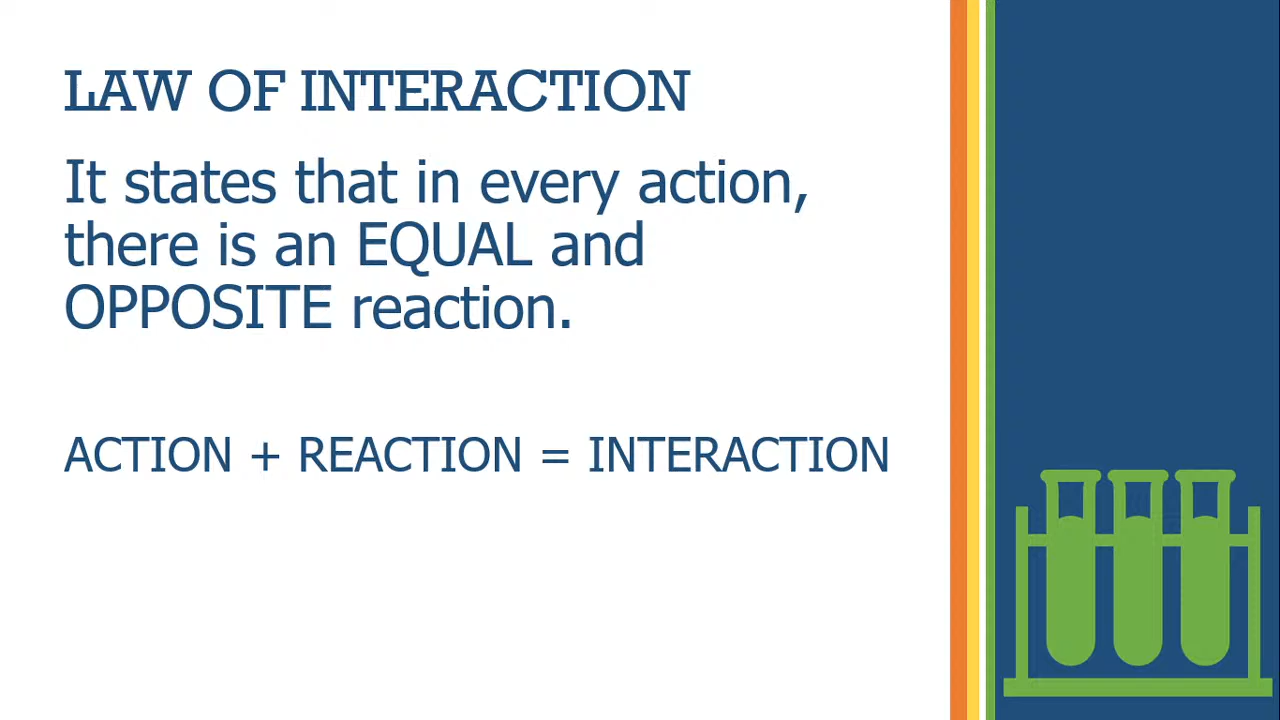 LAW OF INTERACTION
It states that in every action,
there is an EQUAL and
OPPOSITE reaction.
ACTION + REACTION = INTERACTION